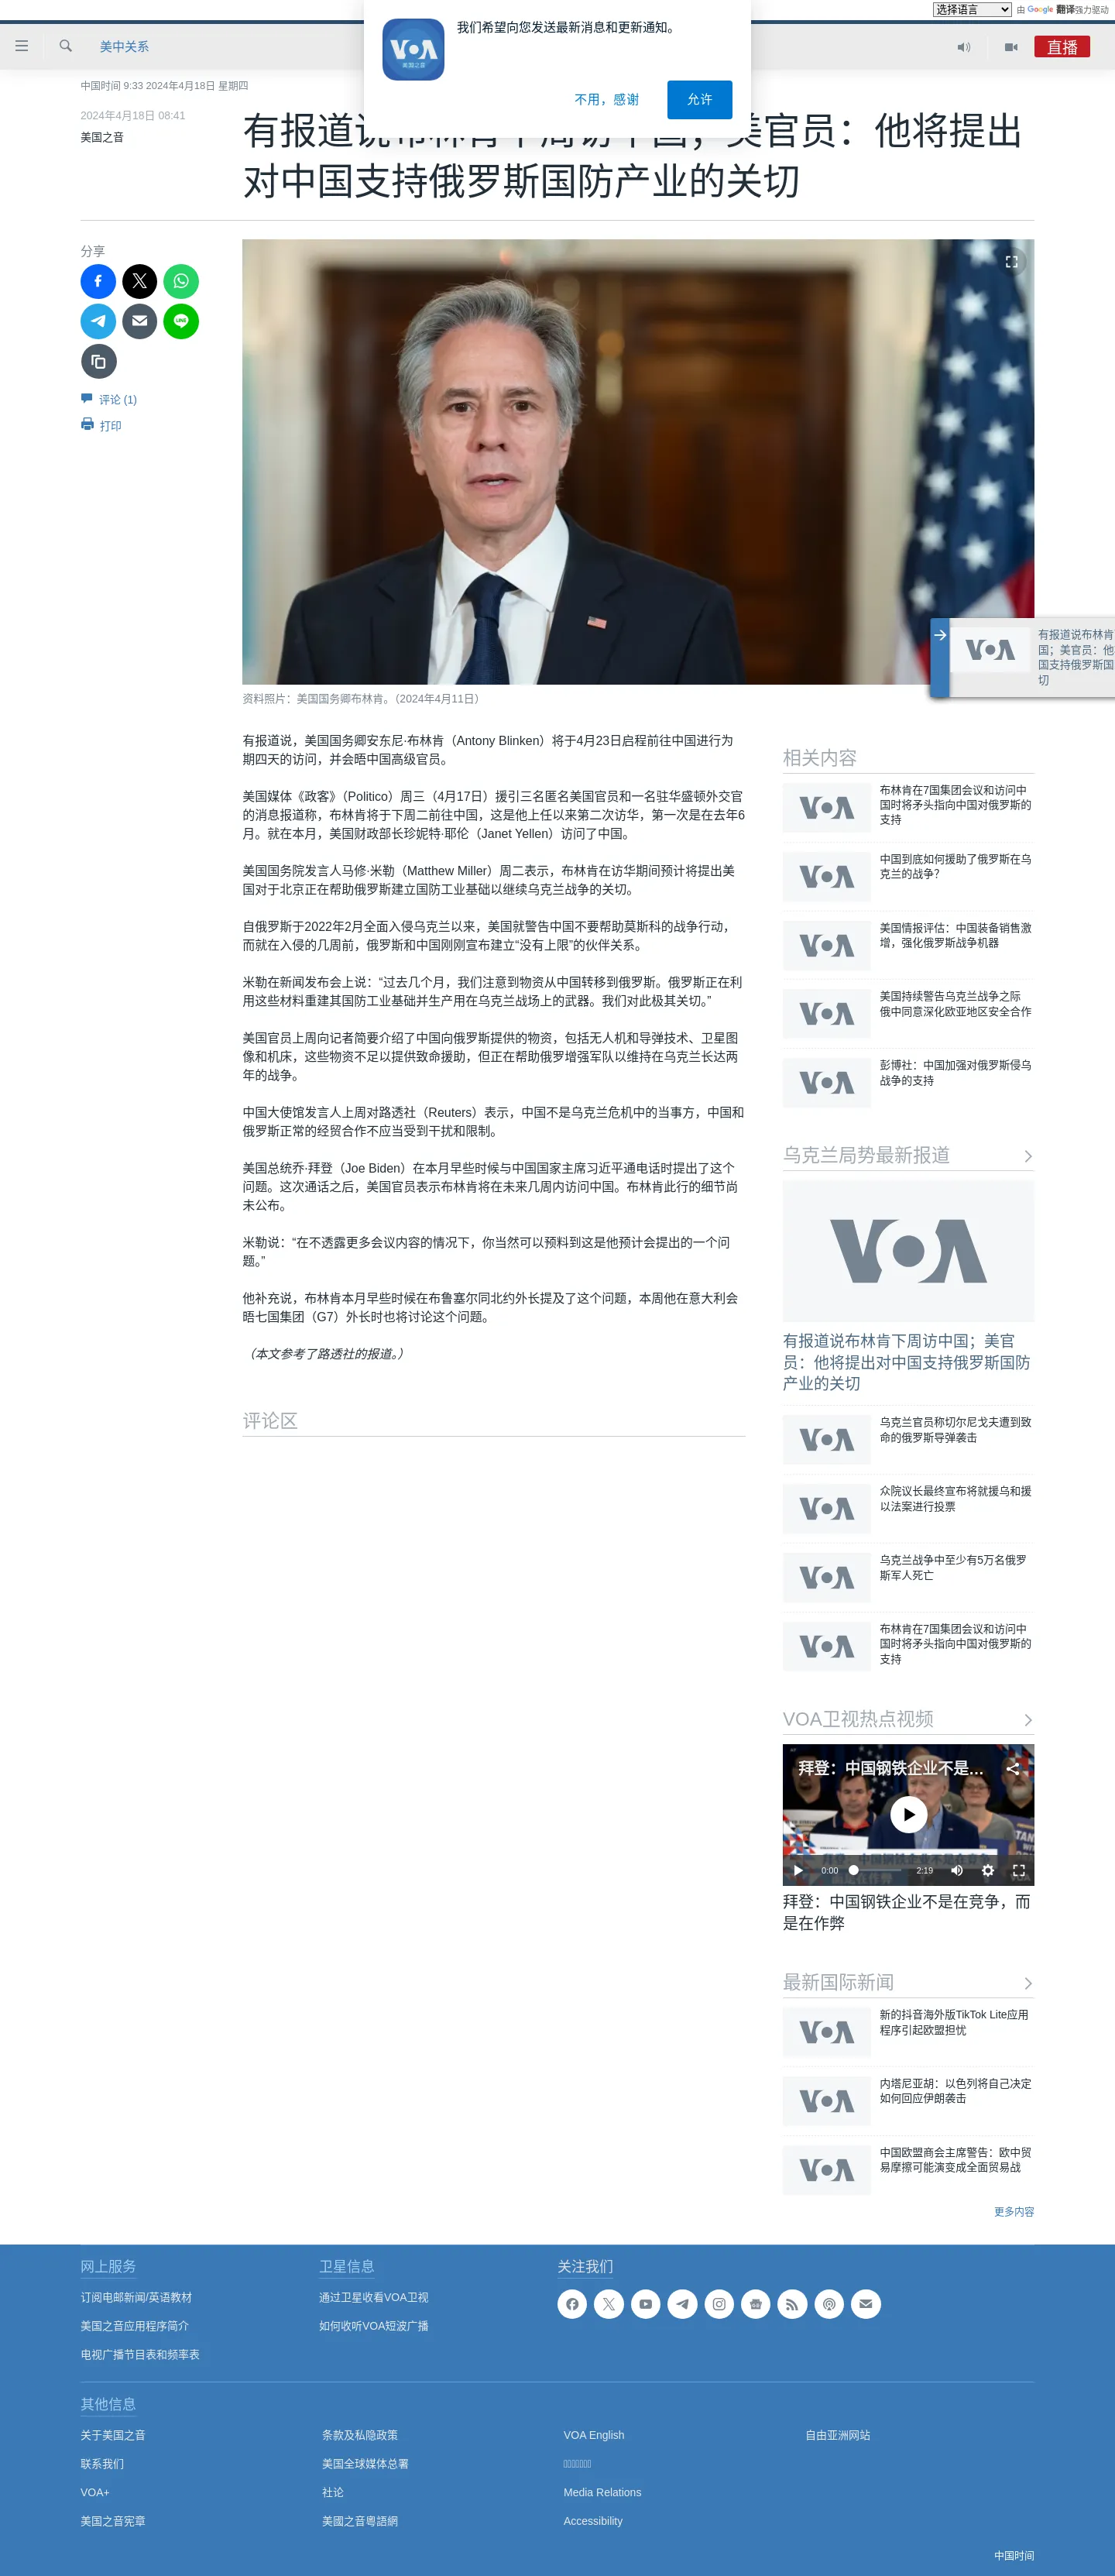 选择语言 由 Google 翻译强力驱动
我们希望向您发送最新消息和更新通知。
不用，感谢 允许
美中关系
直播
中国时间 9:33 2024年4月18日 星期四
2024年4月18日 08:41
美国之音
美官员：他将提出
对中国支持俄罗斯国防产业的关切
分享
评论 (1)
打印
资料照片：美国国务卿布林肯。（2024年4月11日）
有报道说布林肯
国；美官员：他
国支持俄罗斯国
切
有报道说，美国国务卿安东尼·布林肯（Antony Blinken）将于4月23日启程前往中国进行为
期四天的访问，并会晤中国高级官员。
美国媒体《政客》（Politico）周三（4月17日）援引三名匿名美国官员和一名驻华盛顿外交官
的消息报道称，布林肯将于下周二前往中国，这是他上任以来第二次访华，第一次是在去年6
月。就在本月，美国财政部长珍妮特·耶伦（Janet Yellen）访问了中国。
美国国务院发言人马修·米勒（Matthew Miller）周二表示，布林肯在访华期间预计将提出美
国对于北京正在帮助俄罗斯建立国防工业基础以继续乌克兰战争的关切。
自俄罗斯于2022年2月全面入侵乌克兰以来，美国就警告中国不要帮助莫斯科的战争行动，
而就在入侵的几周前，俄罗斯和中国刚刚宣布建立“没有上限”的伙伴关系。
米勒在新闻发布会上说：“过去几个月，我们注意到物资从中国转移到俄罗斯。俄罗斯正在利
用这些材料重建其国防工业基础并生产用在乌克兰战场上的武器。我们对此极其关切。”
美国官员上周向记者简要介绍了中国向俄罗斯提供的物资，包括无人机和导弹技术、卫星图
像和机床，这些物资不足以提供致命援助，但正在帮助俄罗增强军队以维持在乌克兰长达两
年的战争。
中国大使馆发言人上周对路透社（Reuters）表示，中国不是乌克兰危机中的当事方，中国和
俄罗斯正常的经贸合作不应当受到干扰和限制。
美国总统乔·拜登（Joe Biden）在本月早些时候与中国国家主席习近平通电话时提出了这个
问题。这次通话之后，美国官员表示布林肯将在未来几周内访问中国。布林肯此行的细节尚
未公布。
米勒说：“在不透露更多会议内容的情况下，你当然可以预料到这是他预计会提出的一个问
题。”
他补充说，布林肯本月早些时候在布鲁塞尔同北约外长提及了这个问题，本周他在意大利会
晤七国集团（G7）外长时也将讨论这个问题。
（本文参考了路透社的报道。）
评论区
相关内容
布林肯在7国集团会议和访问中
国时将矛头指向中国对俄罗斯的
支持
中国到底如何援助了俄罗斯在乌
克兰的战争？
美国情报评估：中国装备销售激
增，强化俄罗斯战争机器
美国持续警告乌克兰战争之际
俄中同意深化欧亚地区安全合作
彭博社：中国加强对俄罗斯侵乌
战争的支持
乌克兰局势最新报道
VOA
有报道说布林肯下周访中国；美官
员：他将提出对中国支持俄罗斯国防
产业的关切
乌克兰官员称切尔尼戈夫遭到致
命的俄罗斯导弹袭击
众院议长最终宣布将就援乌和援
以法案进行投票
乌克兰战争中至少有5万名俄罗
斯军人死亡
布林肯在7国集团会议和访问中
国时将矛头指向中国对俄罗斯的
支持
VOA卫视热点视频
拜登：中国钢铁企业不是...
0:00 2:19
拜登：中国钢铁企业不是在竞争，而
是在作弊
最新国际新闻
新的抖音海外版TikTok Lite应用
程序引起欧盟担忧
内塔尼亚胡：以色列将自己决定
如何回应伊朗袭击
中国欧盟商会主席警告：欧中贸
易摩擦可能演变成全面贸易战
更多内容
网上服务
订阅电邮新闻/英语教材
美国之音应用程序简介
电视广播节目表和频率表
卫星信息
通过卫星收看VOA卫视
如何收听VOA短波广播
关注我们
其他信息
关于美国之音 条款及私隐政策 VOA English 自由亚洲网站
联系我们 美国全球媒体总署
VOA+ 社论 Media Relations
美国之音宪章 美國之音粵語網 Accessibility
中国时间